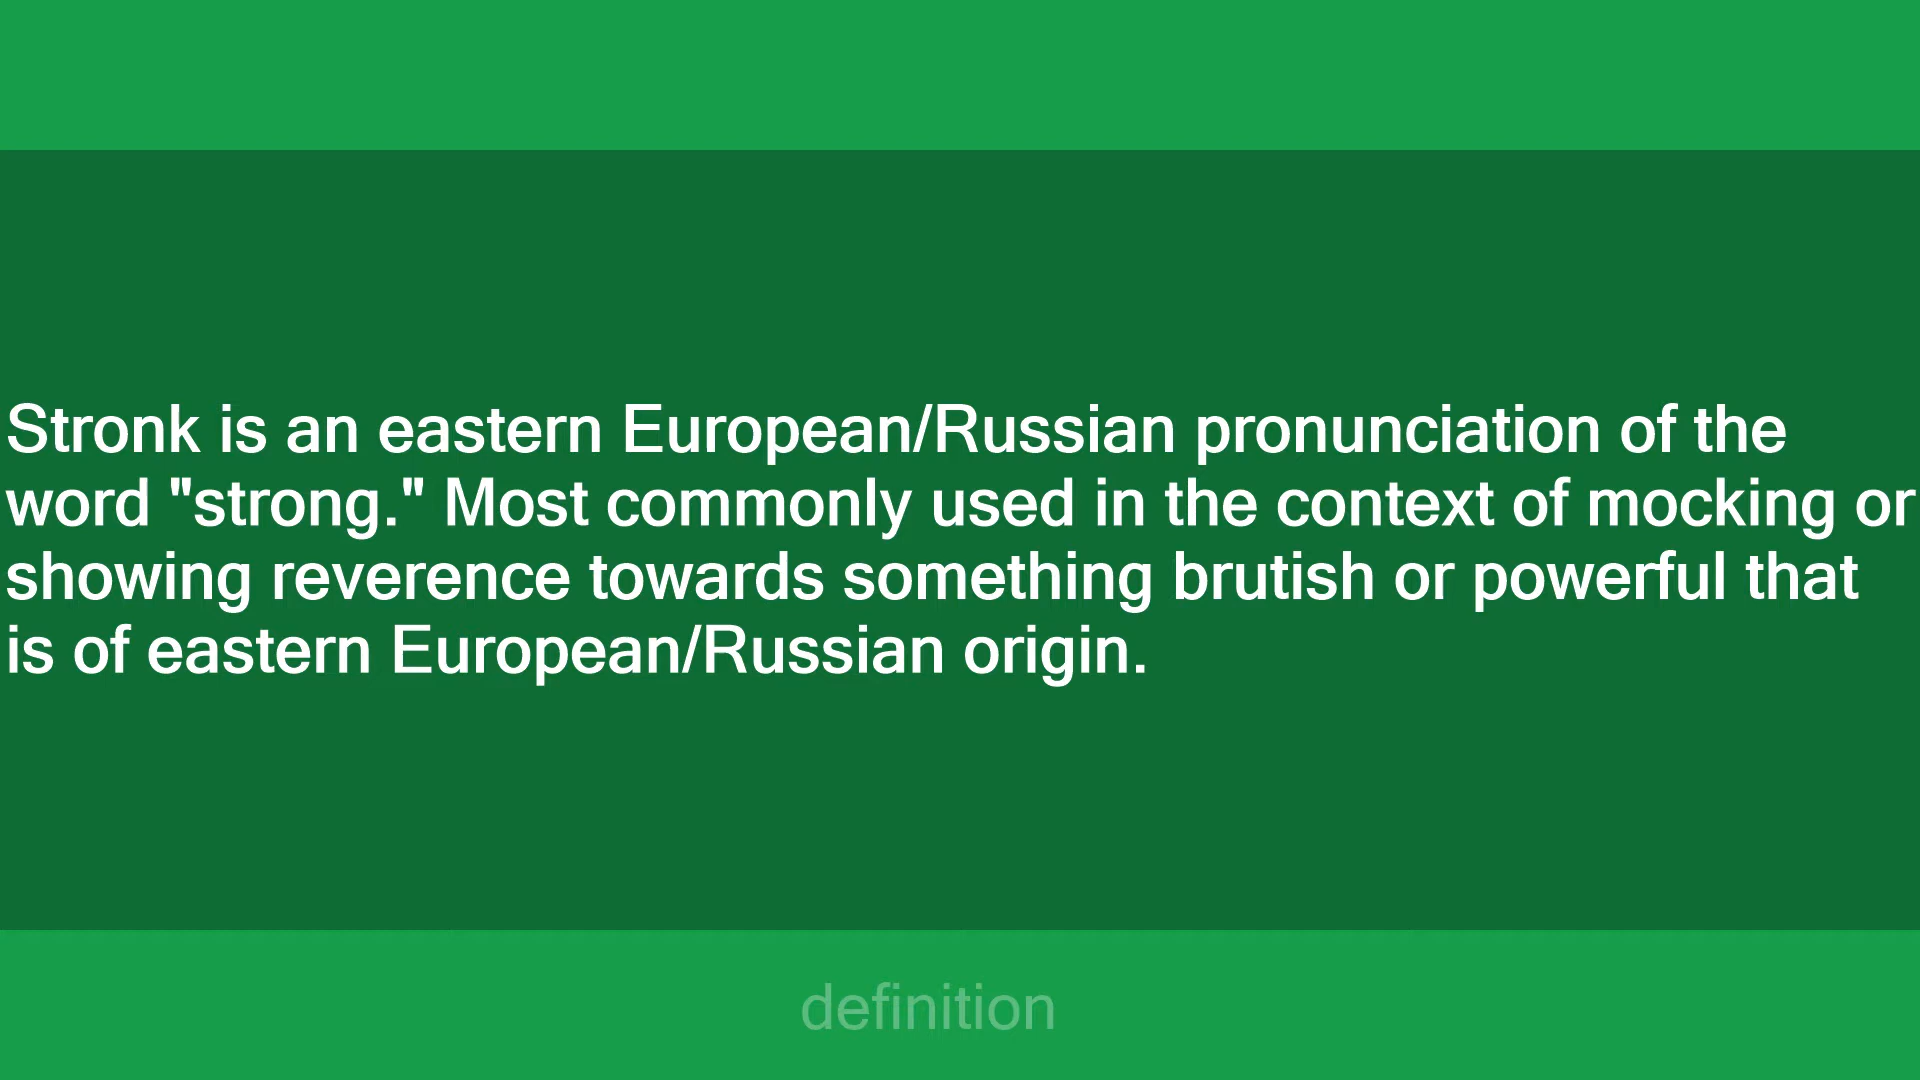 Stronk is an eastern European/Russian pronunciation of the
word "strong." Most commonly used in the context of mocking or
showing reverence towards something brutish or powerful that
is of eastern European/Russian origin.
definition